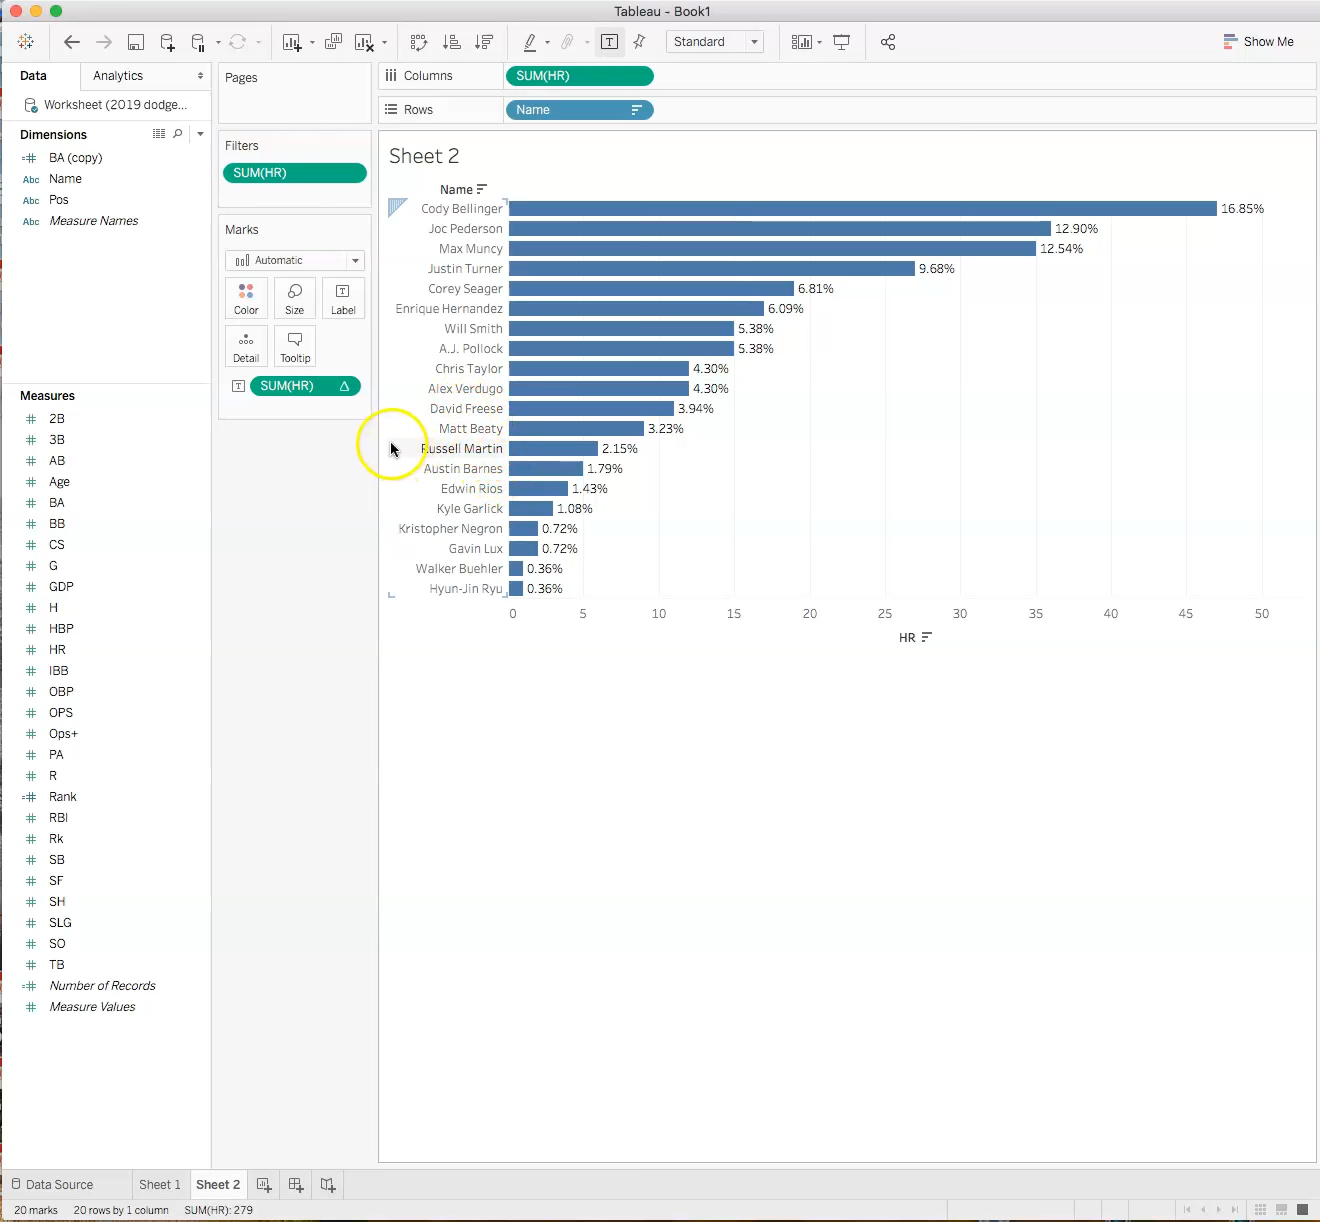 Tableau - Book1
Standard
Show Me
Data
Analytics
Worksheet (2019 dodge...
Dimensions
BA (copy)
Abc Name
Abc Pos
Abc Measure Names
Measures
2B
3B
AB
Age
BA
BB
CS
G
GDP
H
HBP
HR
IBB
OBP
OPS
Ops+
PA
R
Rank
RBI
Rk
SB
SF
SH
SLG
SO
TB
Number of Records
Measure Values
Pages
Filters
SUM(HR)
Marks
Automatic
Color
Size
Label
Detail
Tooltip
SUM(HR)
Columns
SUM(HR)
Rows
Name
Sheet 2
Name
Cody Bellinger 16.85%
Joc Pederson 12.90%
Max Muncy 12.54%
Justin Turner 9.68%
Corey Seager 6.81%
Enrique Hernandez 6.09%
Will Smith 5.38%
A.J. Pollock 5.38%
Chris Taylor 4.30%
Alex Verdugo 4.30%
David Freese 3.94%
Matt Beaty 3.23%
Russell Martin 2.15%
Austin Barnes 1.79%
Edwin Rios 1.43%
Kyle Garlick 1.08%
Kristopher Negron 0.72%
Gavin Lux 0.72%
Walker Buehler 0.36%
Hyun-Jin Ryu 0.36%
0 5 10 15 20 25 30 35 40 45 50
HR
Data Source
Sheet 1
Sheet 2
20 marks 20 rows by 1 column SUM(HR): 279